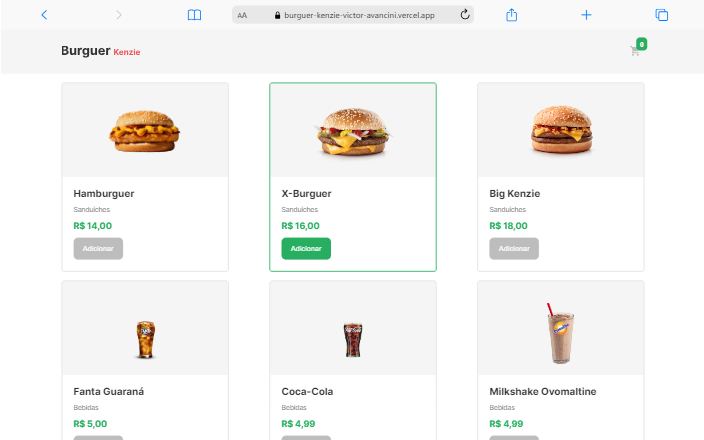 AA burguer-kenzie-victor-avancini.vercel.app
Burguer Kenzie
0
Hamburguer
Sanduíches
R$ 14,00
Adicionar
X-Burguer
Sanduíches
R$ 16,00
Adicionar
Big Kenzie
Sanduíches
R$ 18,00
Adicionar
Fanta Guaraná
Bebidas
R$ 5,00
Coca-Cola
Bebidas
R$ 4,99
Milkshake Ovomaltine
Bebidas
R$ 4,99